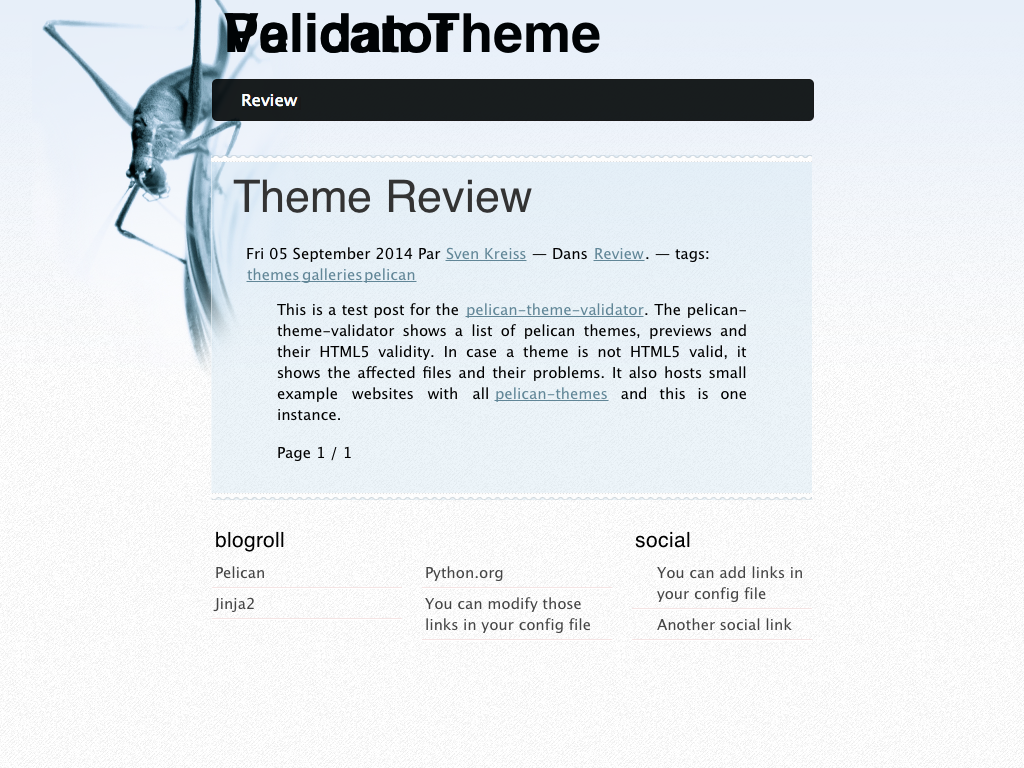 Pelican Theme
Validator
Review
Theme Review
Fri 05 September 2014 Par Sven Kreiss — Dans Review. — tags:
themes galleries pelican
This is a test post for the pelican-theme-validator. The pelican-
theme-validator shows a list of pelican themes, previews and
their HTML5 validity. In case a theme is not HTML5 valid, it
shows the affected files and their problems. It also hosts small
example websites with all pelican-themes and this is one
instance.
Page 1 / 1
blogroll
Pelican
Jinja2
Python.org
You can modify those
links in your config file
social
You can add links in
your config file
Another social link